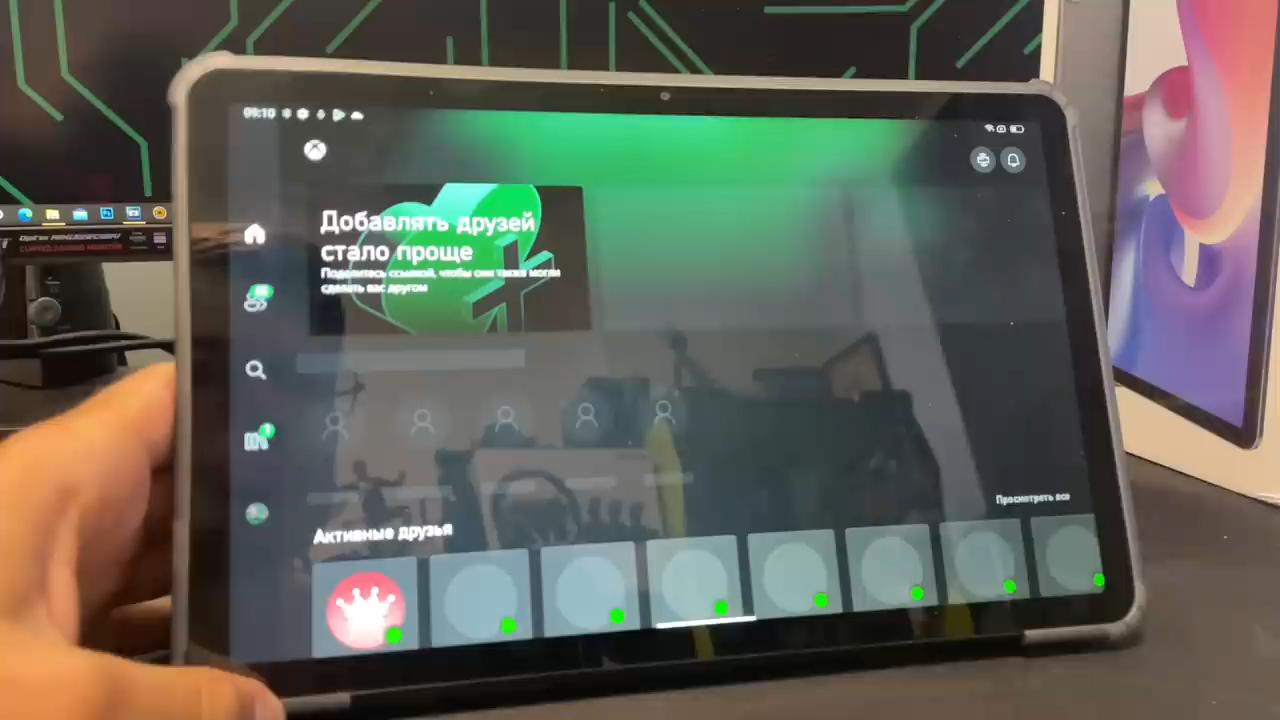 09:10
Добавлять друзей
стало проще
Поделитесь ссылкой, чтобы они также могли
сделать вас другом
1
Просмотреть все
Активные друзья